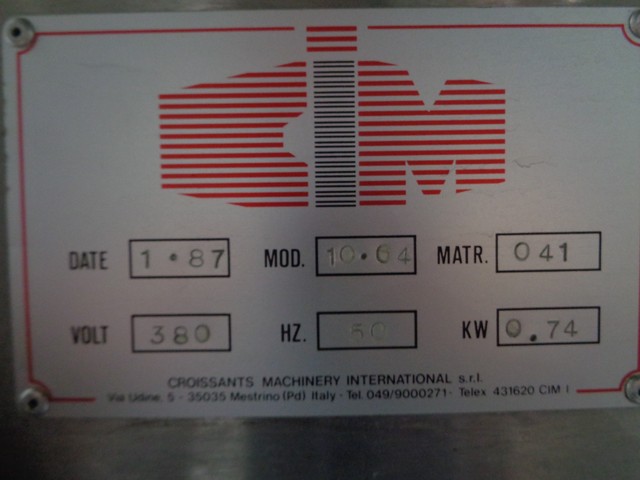 CIM
DATE 1•87 MOD. 10•64 MATR. 041
VOLT 380 HZ. 50 KW 0.74
CROISSANTS MACHINERY INTERNATIONAL s.r.l.
Via Udine, 5 - 35035 Mestrino (Pd) Italy - Tel. 049/9000271 - Telex 431620 CIM I